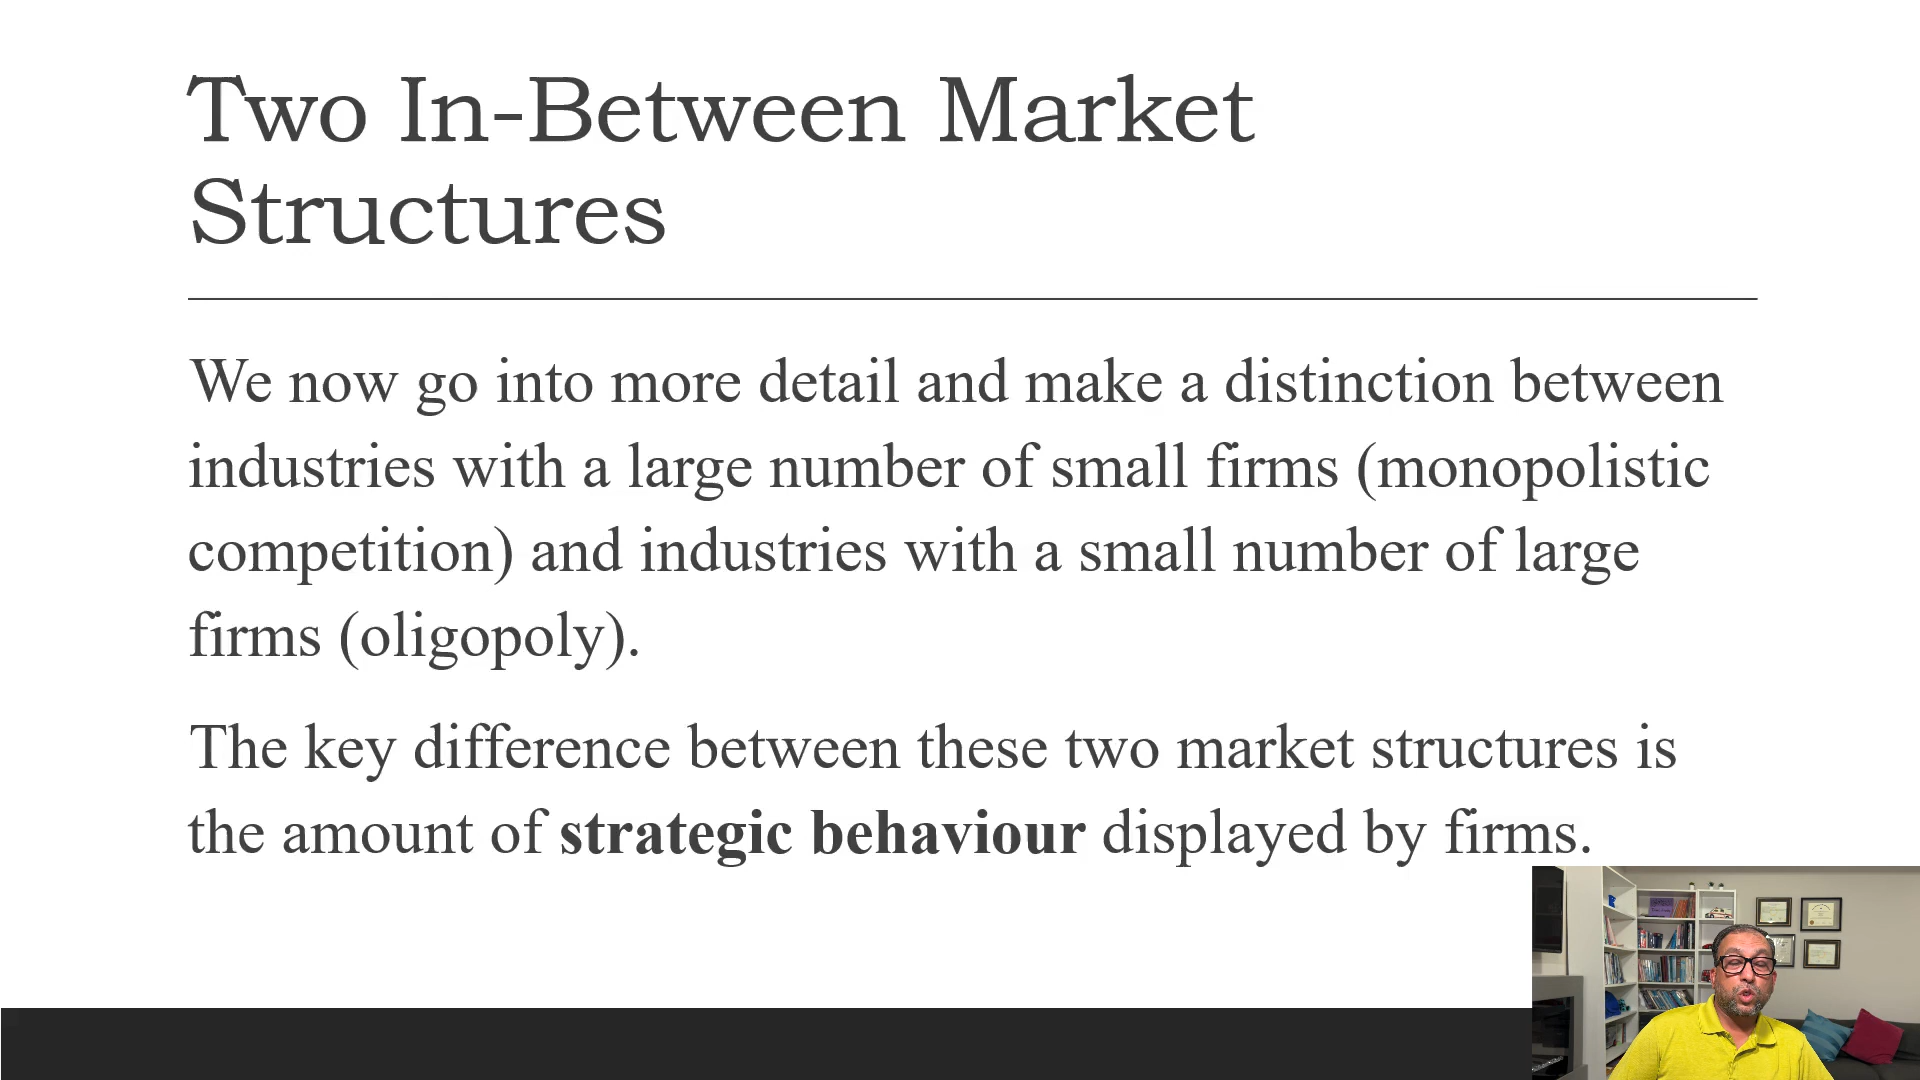 Two In-Between Market
Structures
We now go into more detail and make a distinction between
industries with a large number of small firms (monopolistic
competition) and industries with a small number of large
firms (oligopoly).
The key difference between these two market structures is
the amount of strategic behaviour displayed by firms.